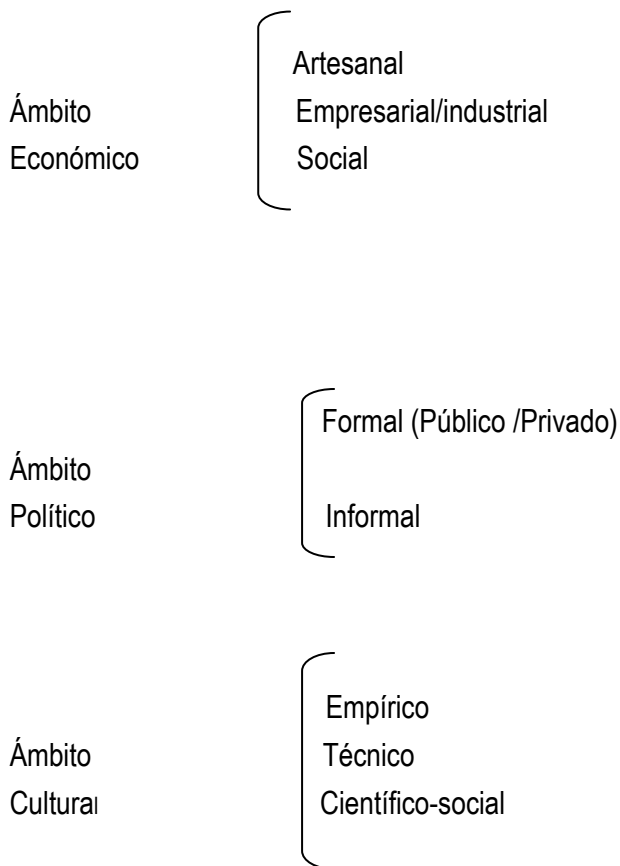 Artesanal
Ámbito Empresarial/industrial
Económico Social
Formal (Público /Privado)
Ámbito
Político Informal
Empírico
Ámbito Técnico
Cultural Científico-social